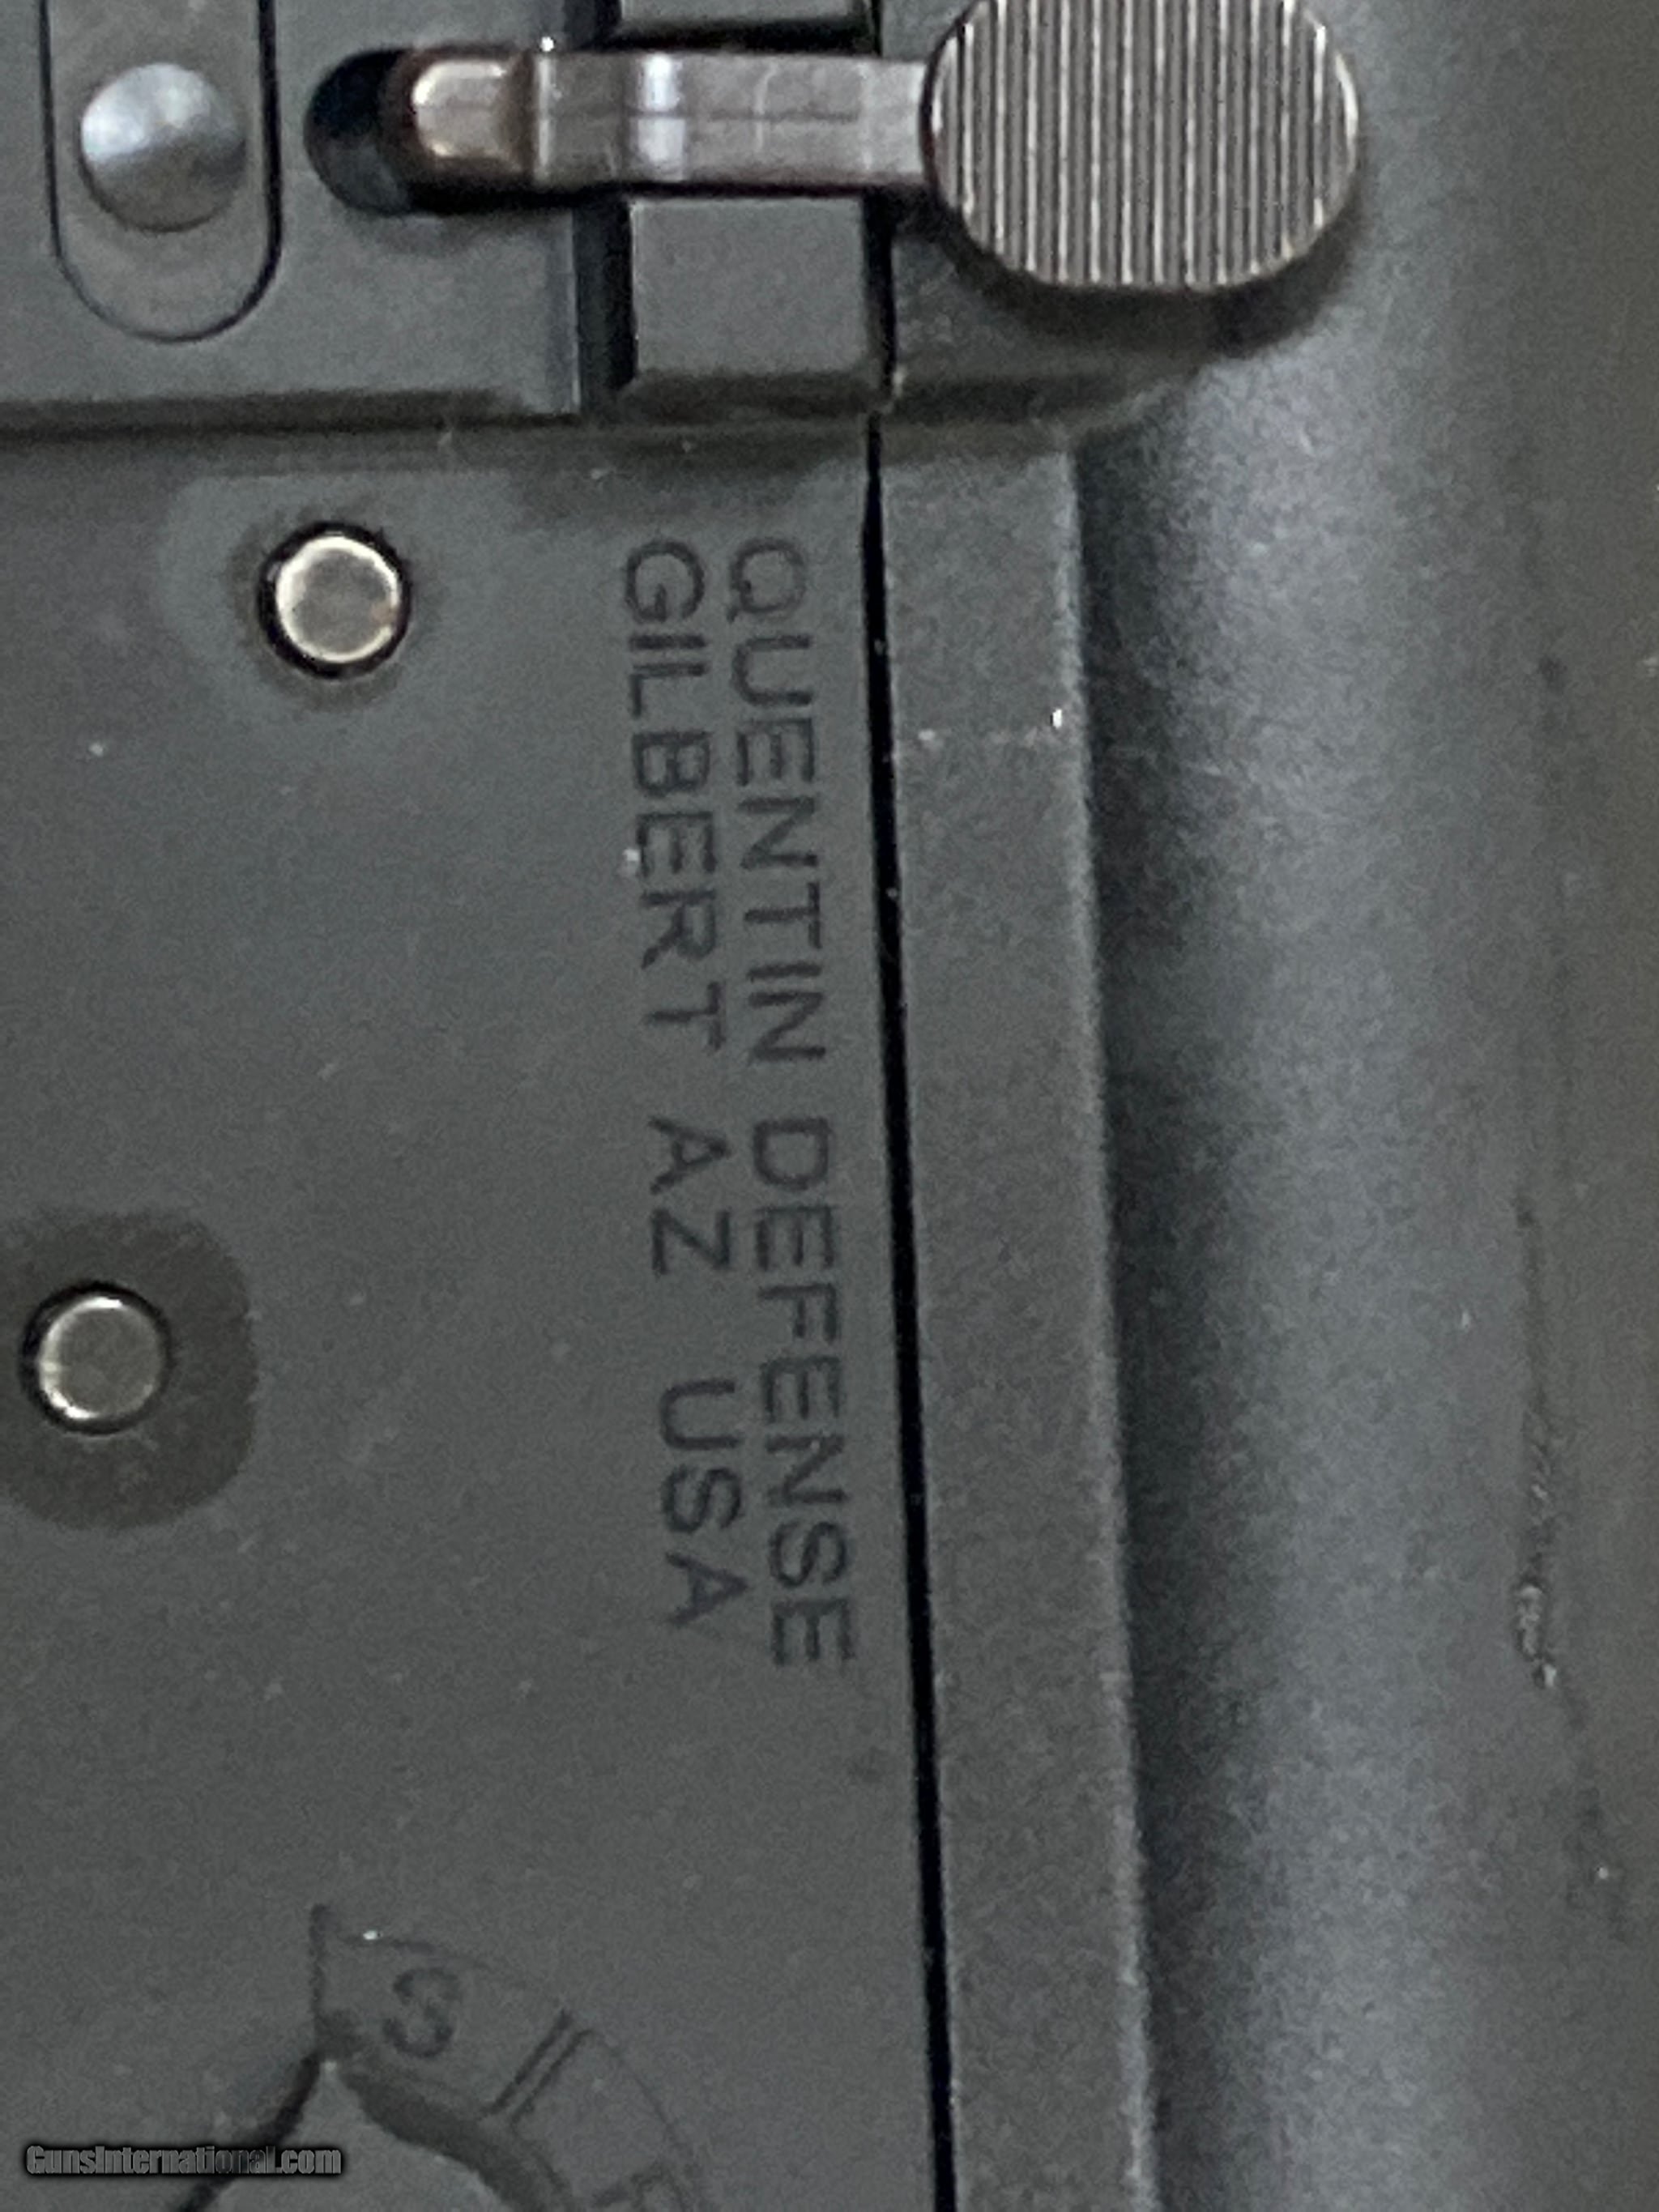 QUENTIN DEFENSE
GILBERT AZ USA
S
GunsInternational.com